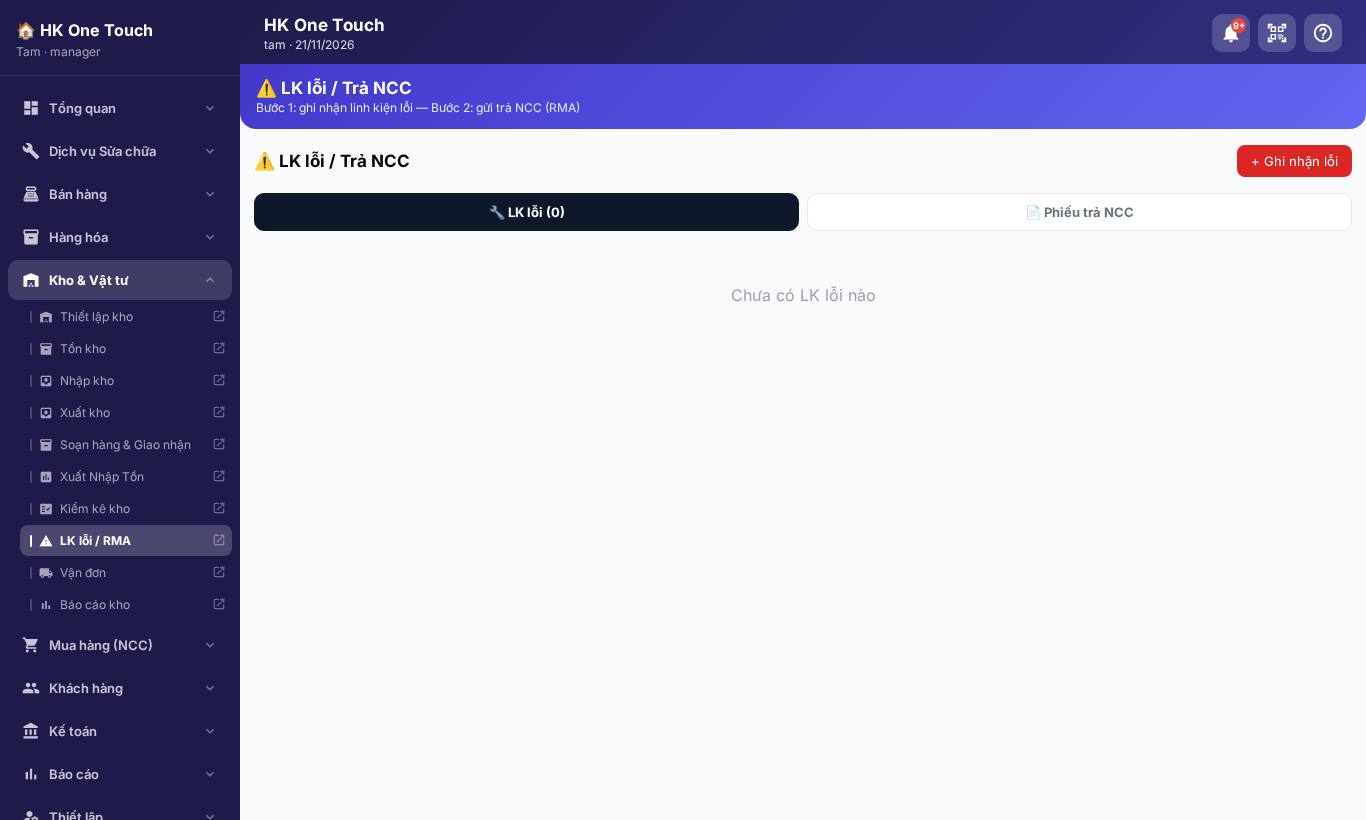 🏠 HK One Touch
Tam · manager
Tổng quan
Dịch vụ Sửa chữa
Bán hàng
Hàng hóa
Kho & Vật tư
Thiết lập kho
Tồn kho
Nhập kho
Xuất kho
Soạn hàng & Giao nhận
Xuất Nhập Tồn
Kiểm kê kho
LK lỗi / RMA
Vận đơn
Báo cáo kho
Mua hàng (NCC)
Khách hàng
Kế toán
Báo cáo
Thiết lập
HK One Touch
tam · 21/11/2026
9+
⚠️ LK lỗi / Trả NCC
Bước 1: ghi nhận linh kiện lỗi — Bước 2: gửi trả NCC (RMA)
⚠️ LK lỗi / Trả NCC
+ Ghi nhận lỗi
🔧 LK lỗi (0)
📄 Phiếu trả NCC
Chưa có LK lỗi nào